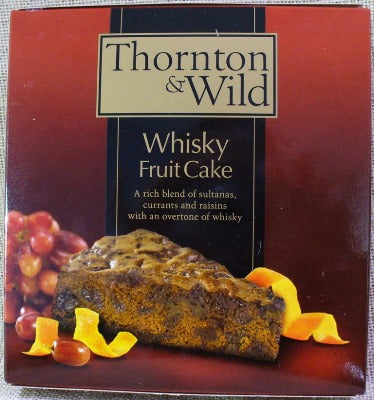 Thornton
& Wild
Whisky
Fruit Cake
A rich blend of sultanas,
currants and raisins
with an overtone of whisky